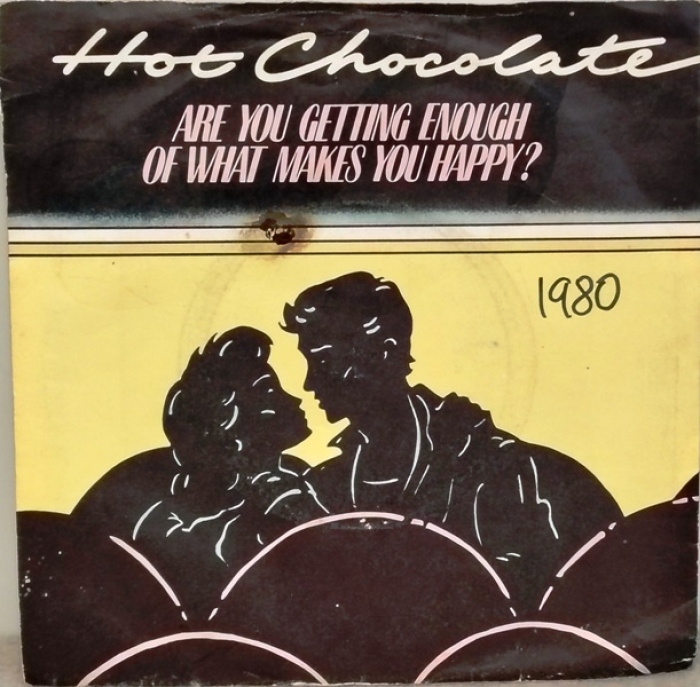 Hot Chocolate
ARE YOU GETTING ENOUGH
OF WHAT MAKES YOU HAPPY?
1980